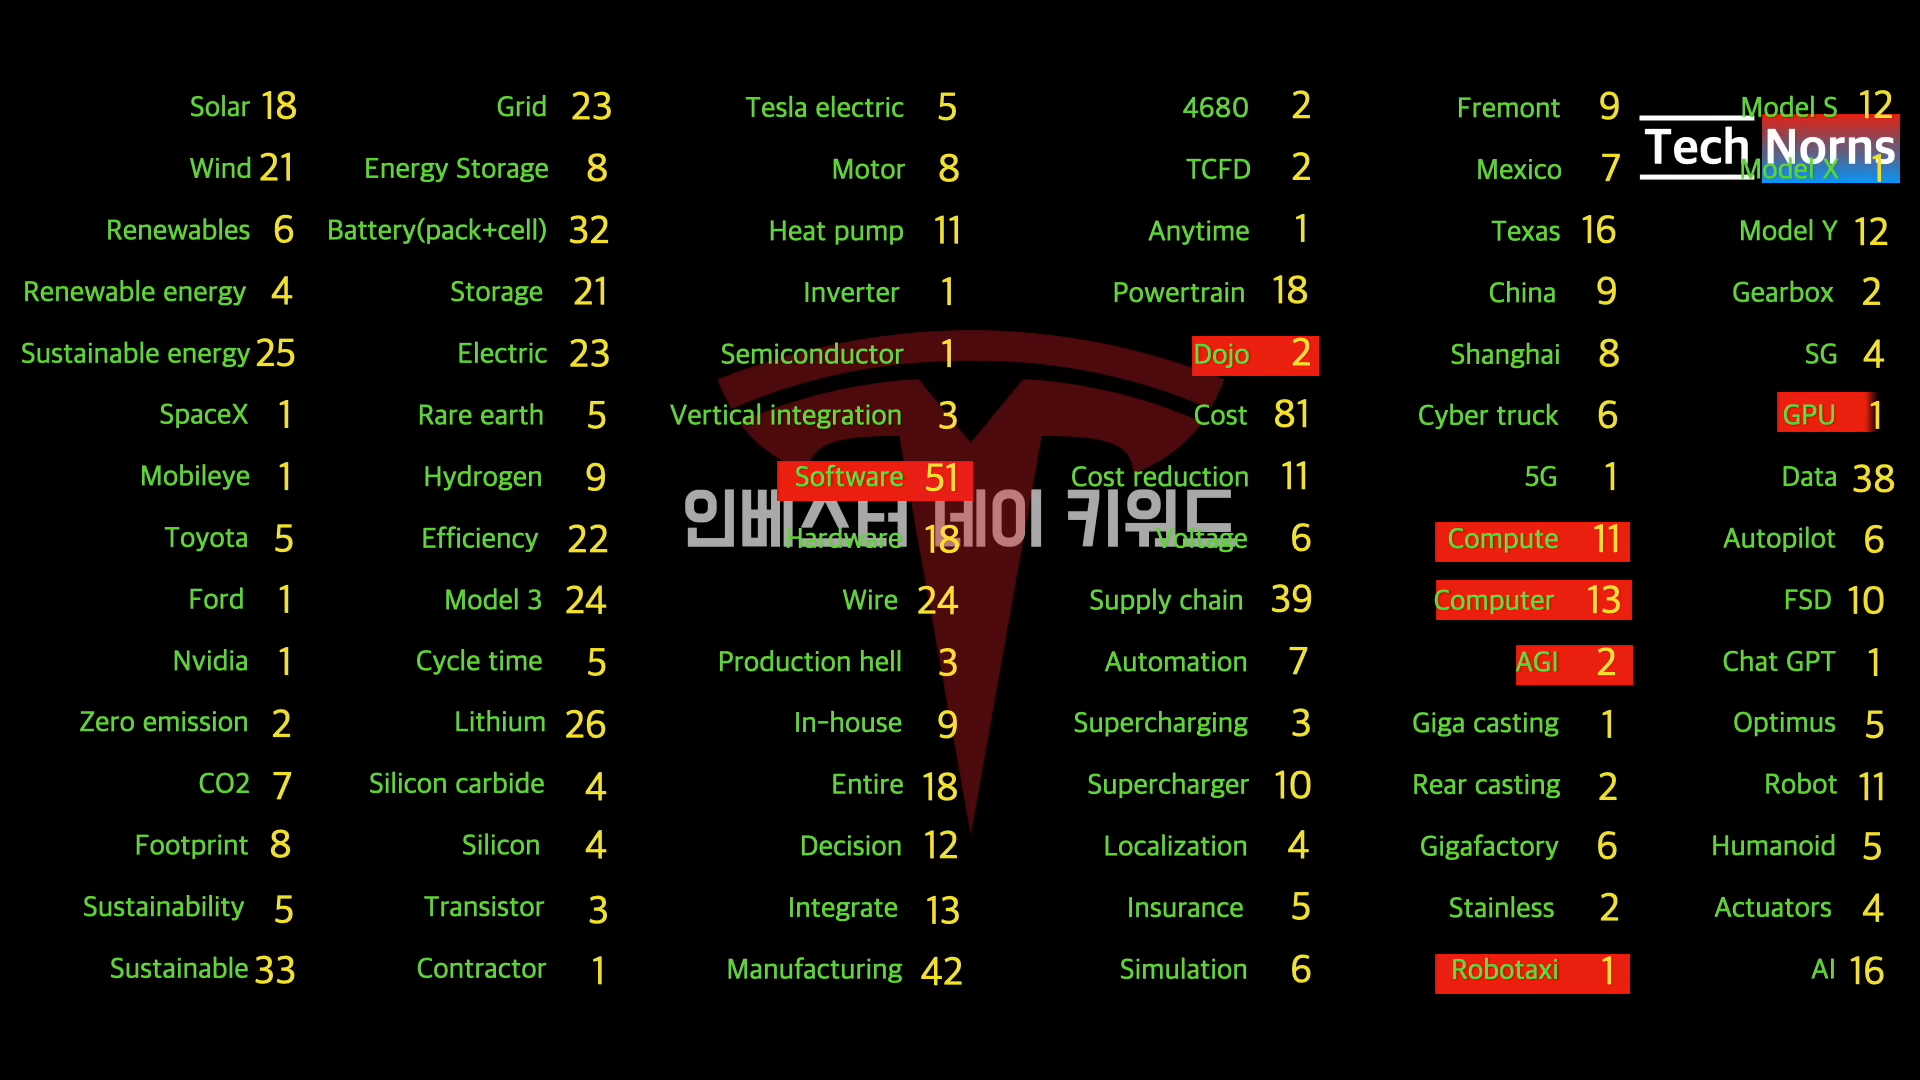 Solar 18 Grid 23 Tesla electric 5 4680 2 Fremont 9 Model S 12
Tech Norns
Wind 21 Energy Storage 8 Motor 8 TCFD 2 Mexico 7 Model X 1
Renewables 6 Battery(pack+cell) 32 Heat pump 11 Anytime 1 Texas 16 Model Y 12
Renewable energy 4 Storage 21 Inverter 1 Powertrain 18 China 9 Gearbox 2
Sustainable energy 25 Electric 23 Semiconductor 1 Dojo 2 Shanghai 8 SG 4
SpaceX 1 Rare earth 5 Vertical integration 3 Cost 81 Cyber truck 6 GPU 1
Mobileye 1 Hydrogen 9 Software 51 Cost reduction 11 5G 1 Data 38
인베스터 데이 키워드
Toyota 5 Efficiency 22 Hardware 18 Voltage 6 Compute 11 Autopilot 6
Ford 1 Model 3 24 Wire 24 Supply chain 39 Computer 13 FSD 10
Nvidia 1 Cycle time 5 Production hell 3 Automation 7 AGI 2 Chat GPT 1
Zero emission 2 Lithium 26 In-house 9 Supercharging 3 Giga casting 1 Optimus 5
CO2 7 Silicon carbide 4 Entire 18 Supercharger 10 Rear casting 2 Robot 11
Footprint 8 Silicon 4 Decision 12 Localization 4 Gigafactory 6 Humanoid 5
Sustainability 5 Transistor 3 Integrate 13 Insurance 5 Stainless 2 Actuators 4
Sustainable 33 Contractor 1 Manufacturing 42 Simulation 6 Robotaxi 1 AI 16